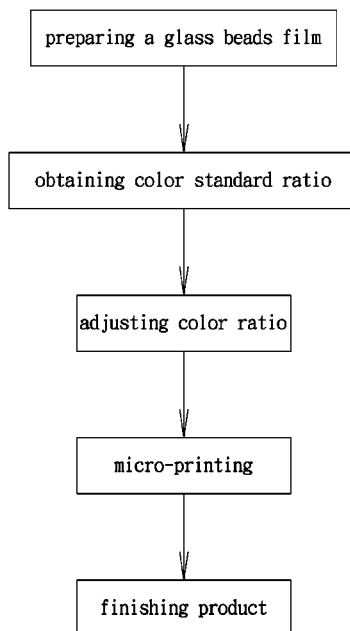 preparing a glass beads film
obtaining color standard ratio
adjusting color ratio
micro-printing
finishing product